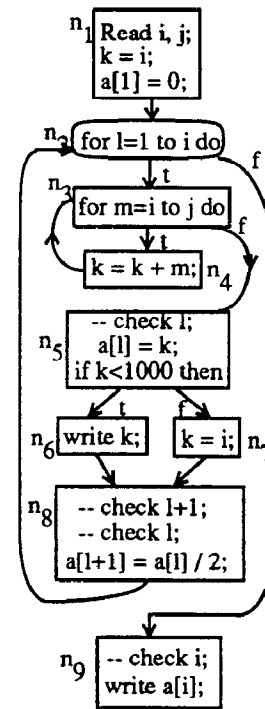 n1
Read i, j;
k = i;
a[1] = 0;
n2
for l=1 to i do
t
f
n3
for m=i to j do
t
f
k = k + m;
n4
n5
-- check l;
a[l] = k;
if k<1000 then
t
f
n6
write k;
k = i;
n8
-- check l+1;
-- check l;
a[l+1] = a[l] / 2;
n9
-- check i;
write a[i];